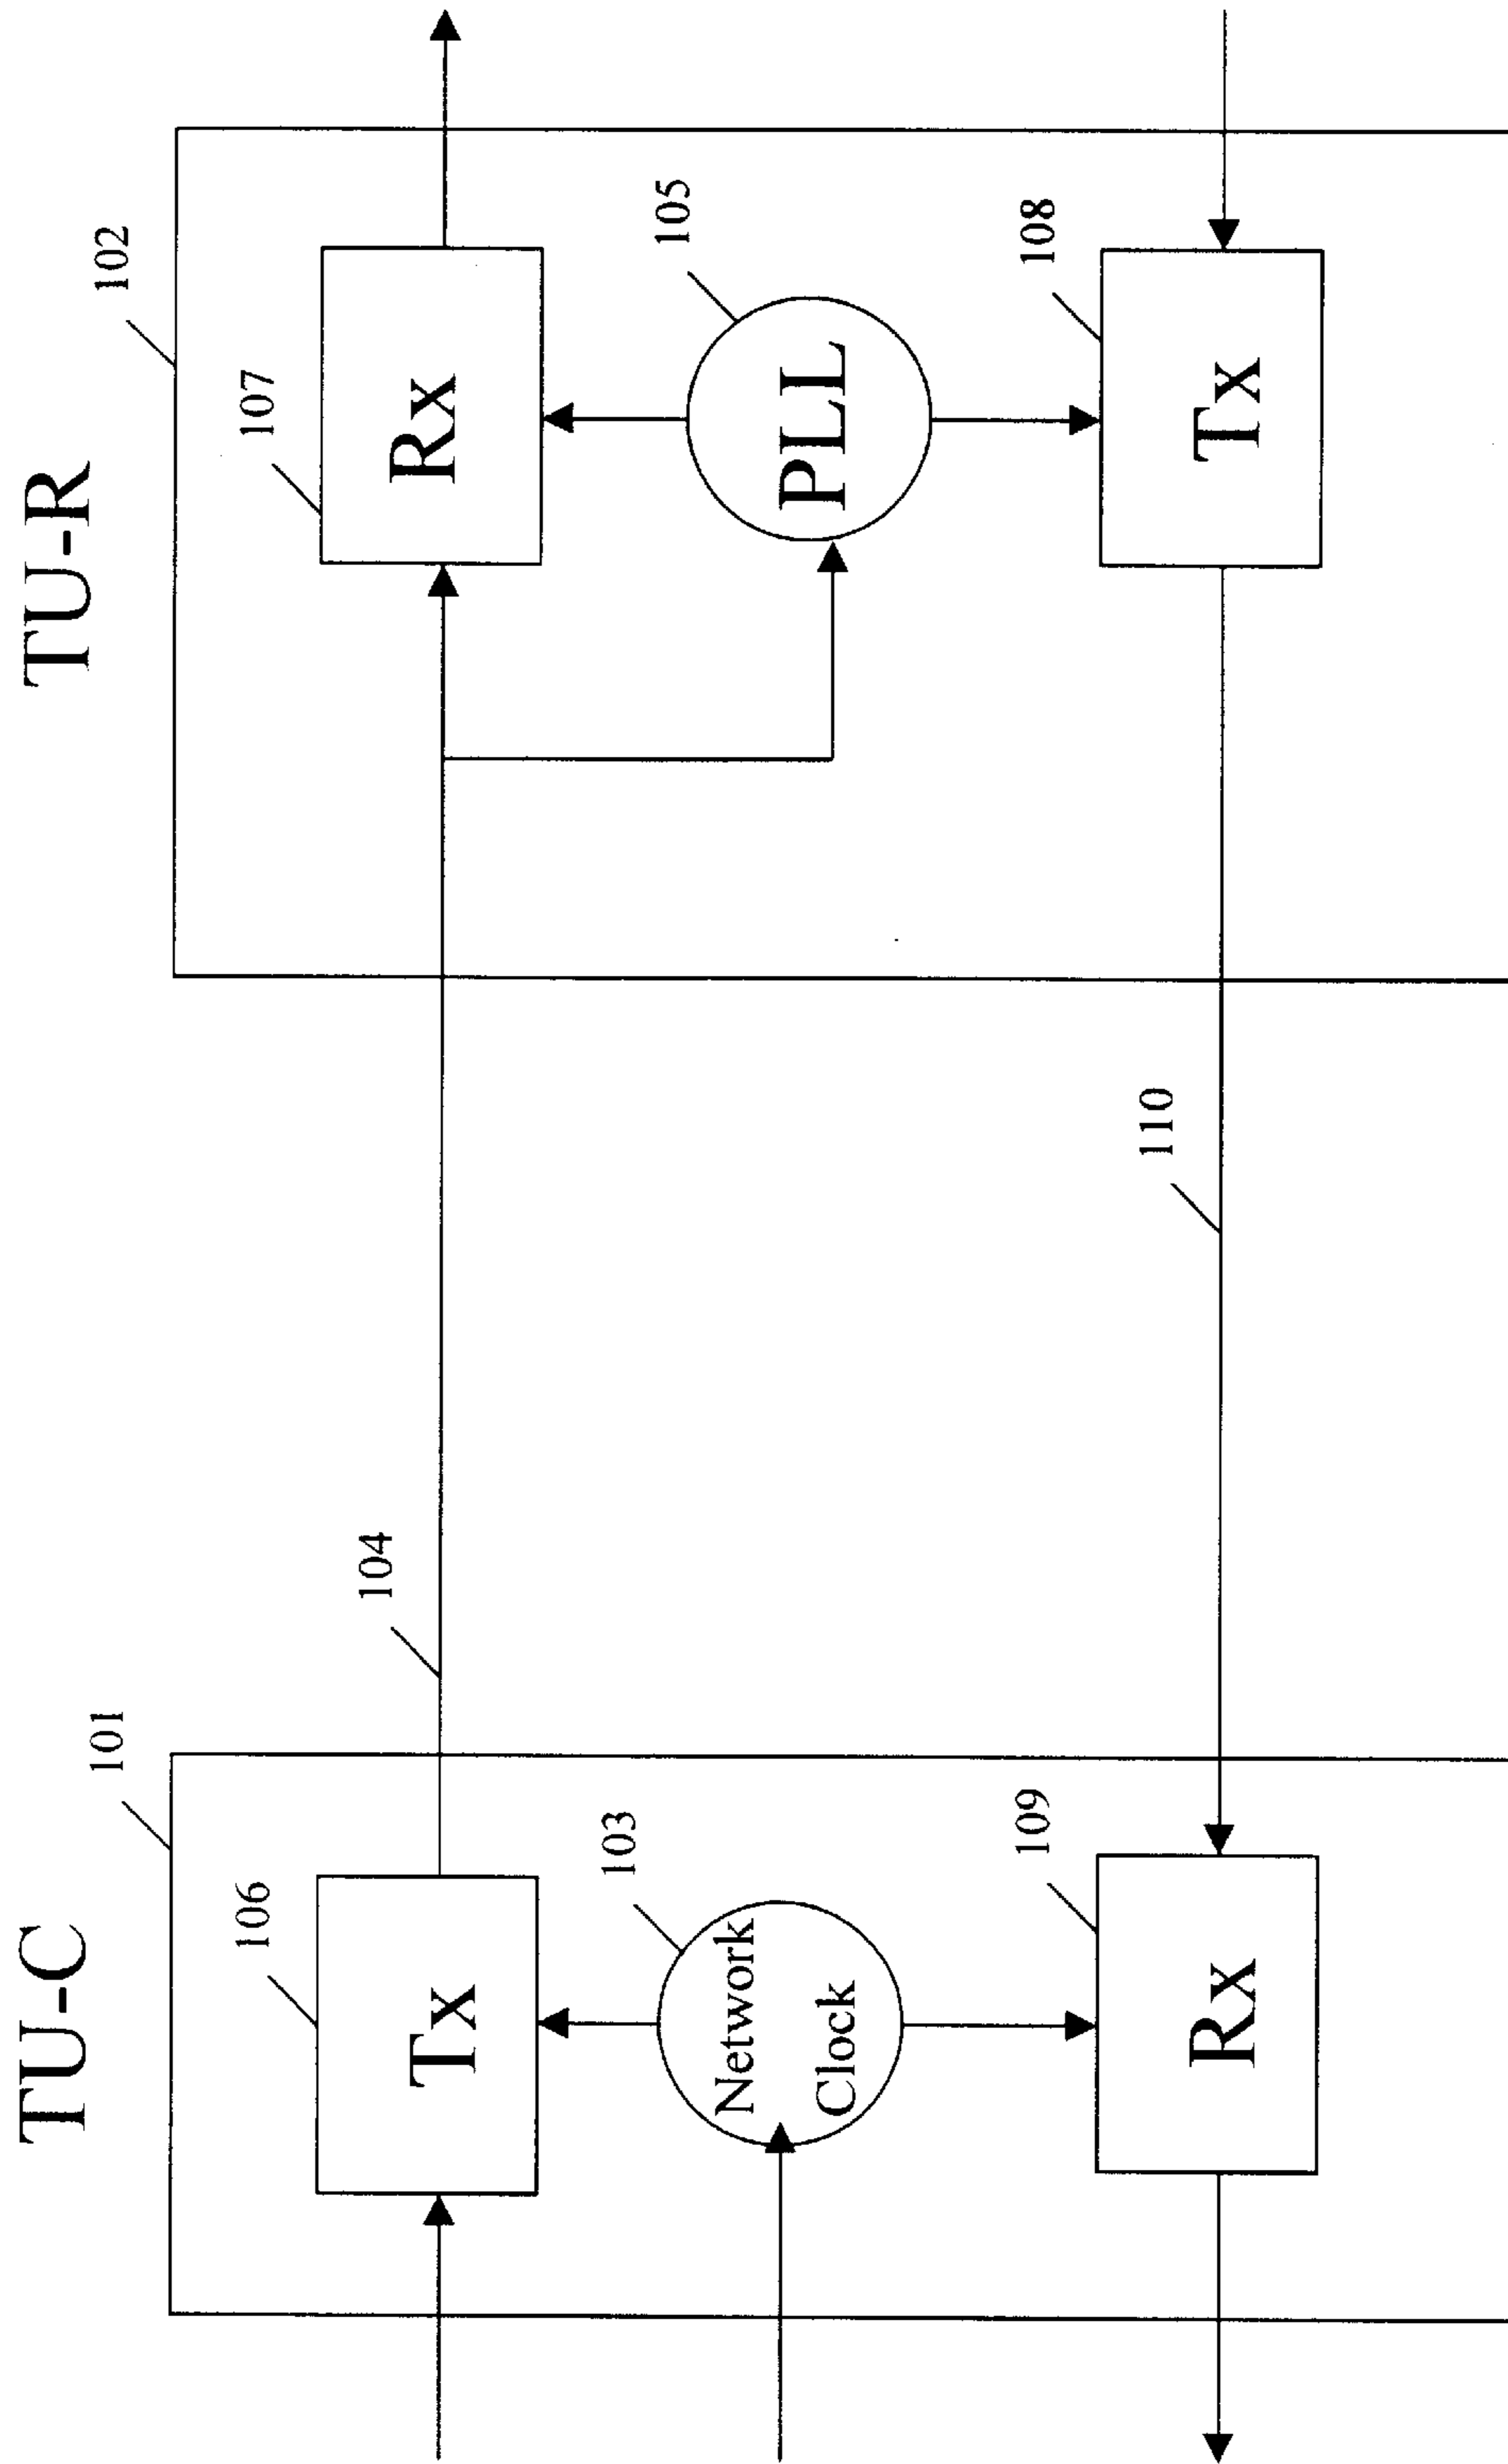 TU-C
TU-R
101
102
106
Tx
104
107
Rx
103
Network
Clock
105
PLL
109
Rx
110
108
Tx